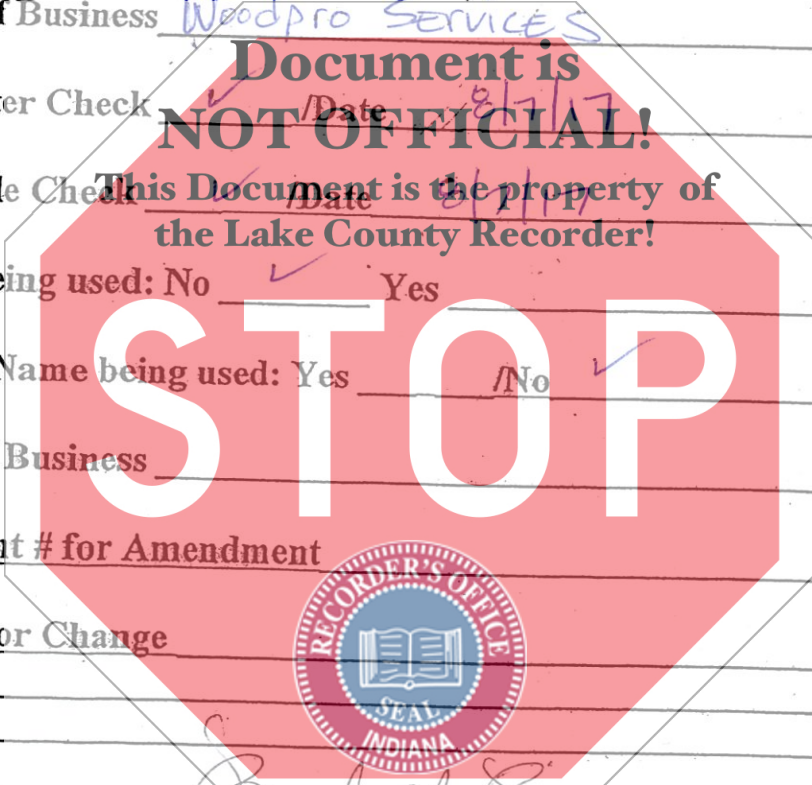 f Business Woodpro SERVICES
Document is
er Check ✓ /Date 8/7/17
NOT OFFICIAL!
e Check ✓ /Date 8/7/17
This Document is the property of
the Lake County Recorder!
eing used: No ✓ Yes
STOP
Name being used: Yes /No ✓
Business
t # for Amendment
RECORDER'S OFFICE
SEAL
INDIANA
or Change